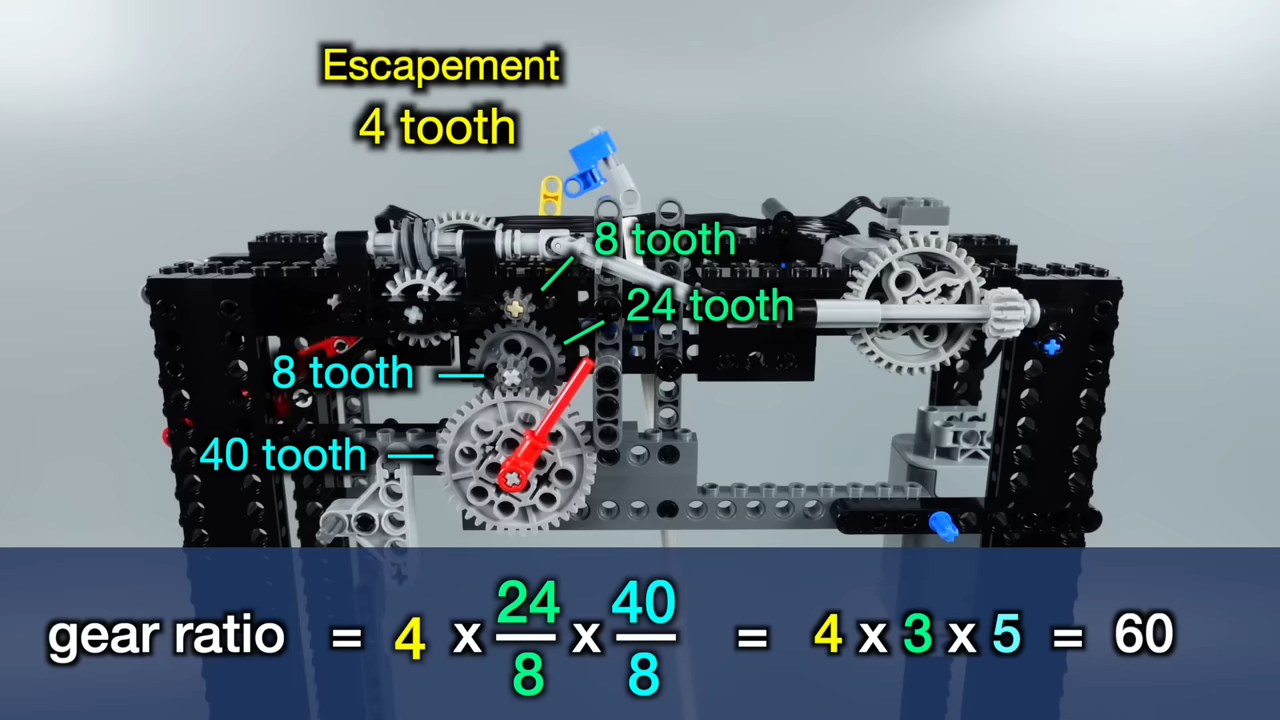 Escapement
4 tooth
8 tooth
24 tooth
8 tooth
40 tooth
gear ratio = 4 x 24/8 x 40/8 = 4 x 3 x 5 = 60